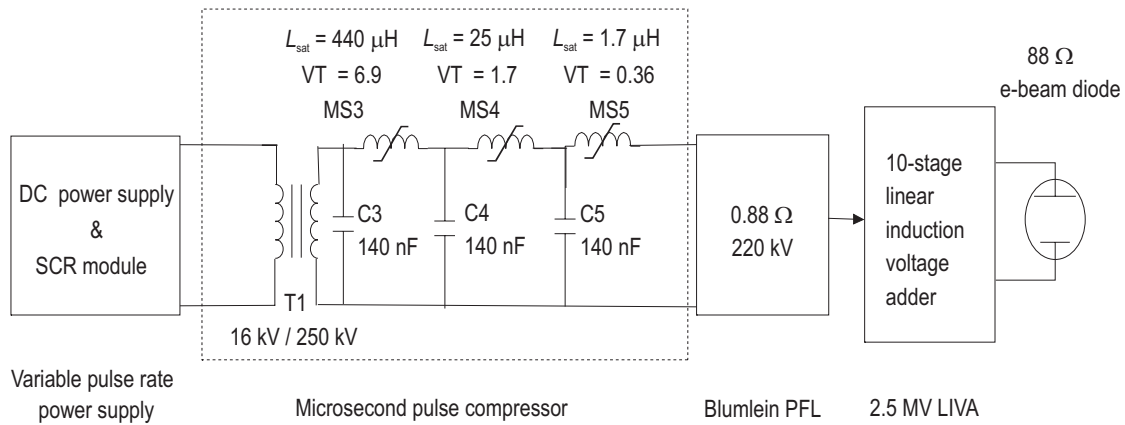 L_sat = 440 μH
VT = 6.9
MS3
L_sat = 25 μH
VT = 1.7
MS4
L_sat = 1.7 μH
VT = 0.36
MS5
88 Ω
e-beam diode
DC power supply
&
SCR module
T1
16 kV / 250 kV
C3
140 nF
C4
140 nF
C5
140 nF
0.88 Ω
220 kV
10-stage
linear
induction
voltage
adder
Variable pulse rate
power supply
Microsecond pulse compressor
Blumlein PFL
2.5 MV LIVA